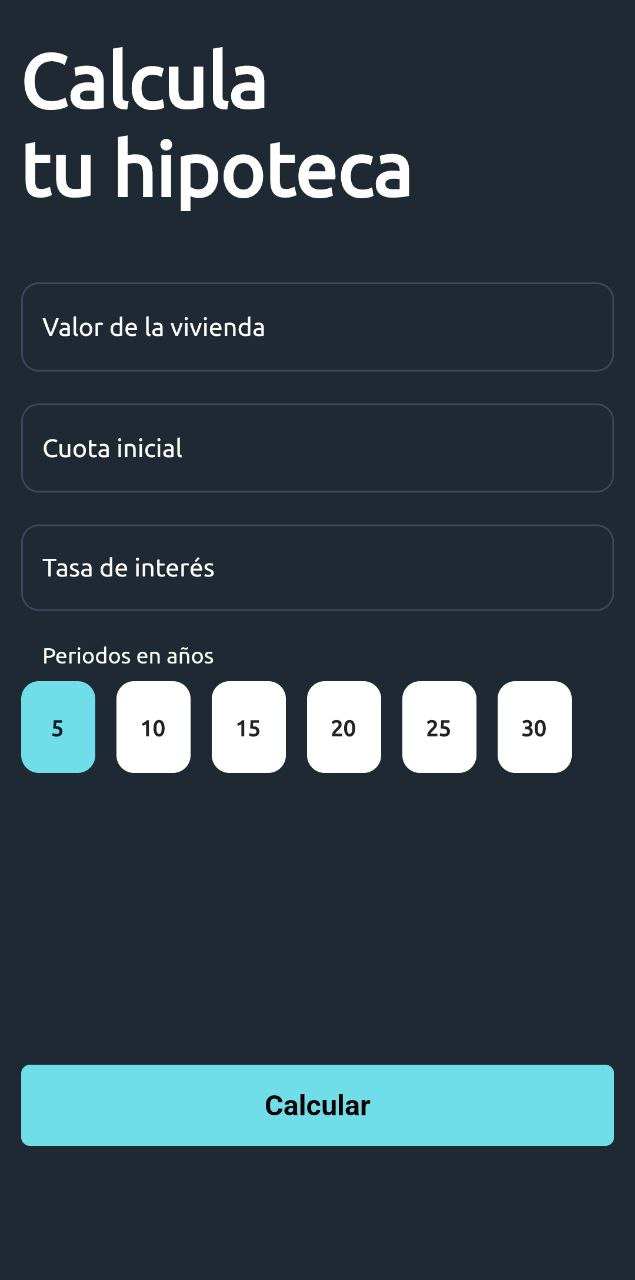 Calcula
tu hipoteca
Valor de la vivienda
Cuota inicial
Tasa de interés
Periodos en años
5 10 15 20 25 30
Calcular